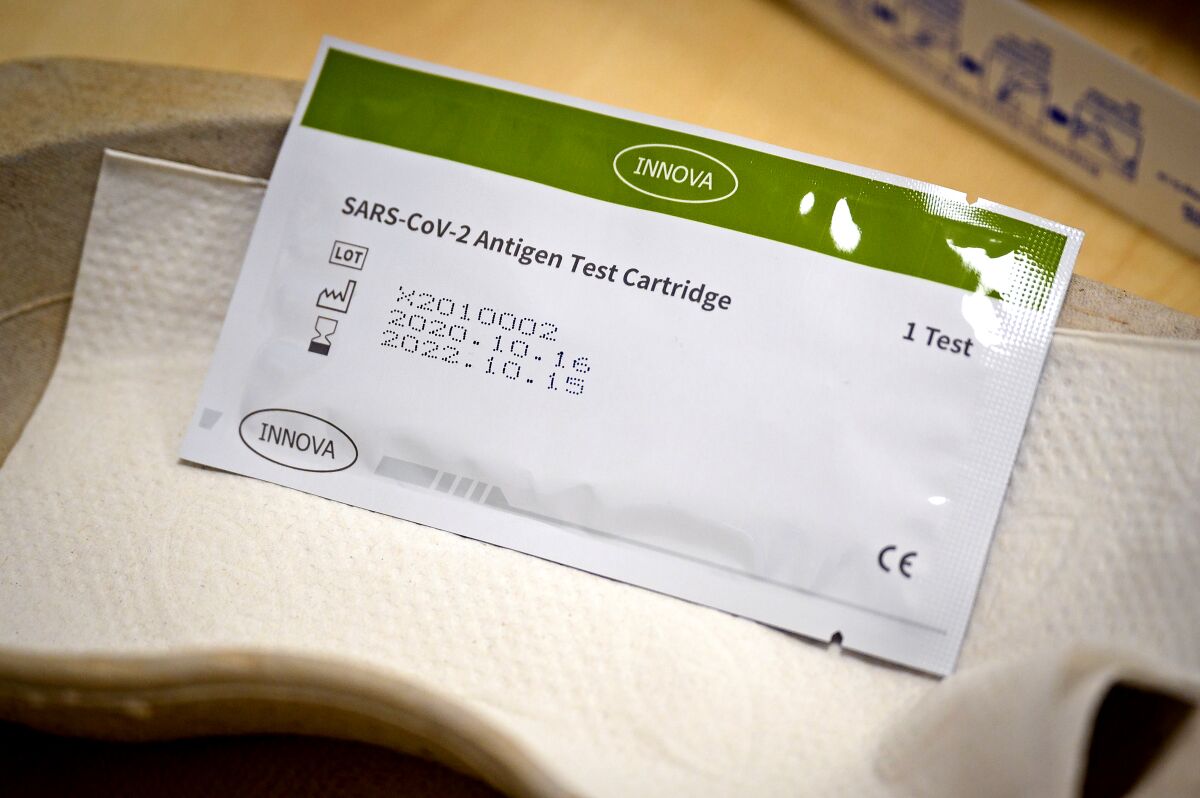 INNOVA
SARS-CoV-2 Antigen Test Cartridge
1 Test
LOT X2010002
2020.10.16
2022.10.15
INNOVA
CE